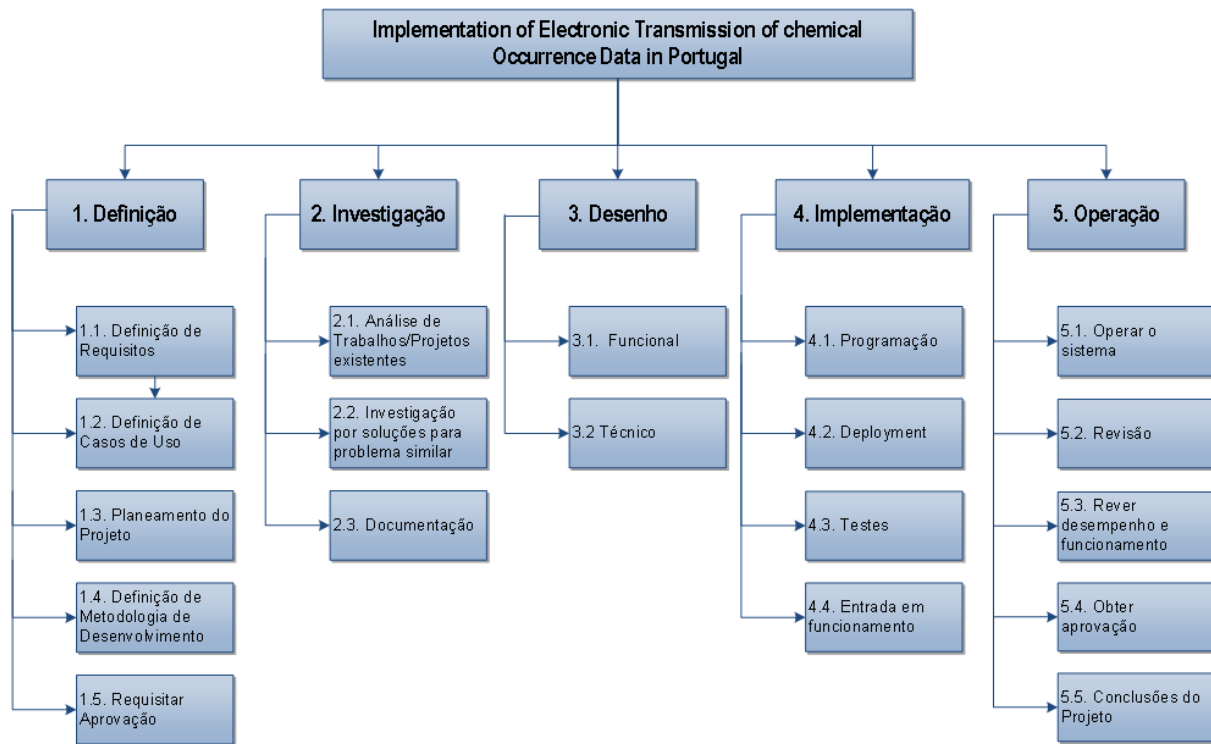 Implementation of Electronic Transmission of chemical
Occurrence Data in Portugal
1. Definição
2. Investigação
3. Desenho
4. Implementação
5. Operação
1.1. Definição de
Requisitos
1.2. Definição de
Casos de Uso
1.3. Planeamento do
Projeto
1.4. Definição de
Metodologia de
Desenvolvimento
1.5. Requisitar
Aprovação
2.1. Análise de
Trabalhos/Projetos
existentes
2.2. Investigação
por soluções para
problema similar
2.3. Documentação
3.1. Funcional
3.2 Técnico
4.1. Programação
4.2. Deployment
4.3. Testes
4.4. Entrada em
funcionamento
5.1. Operar o
sistema
5.2. Revisão
5.3. Rever
desempenho e
funcionamento
5.4. Obter
aprovação
5.5. Conclusões do
Projeto